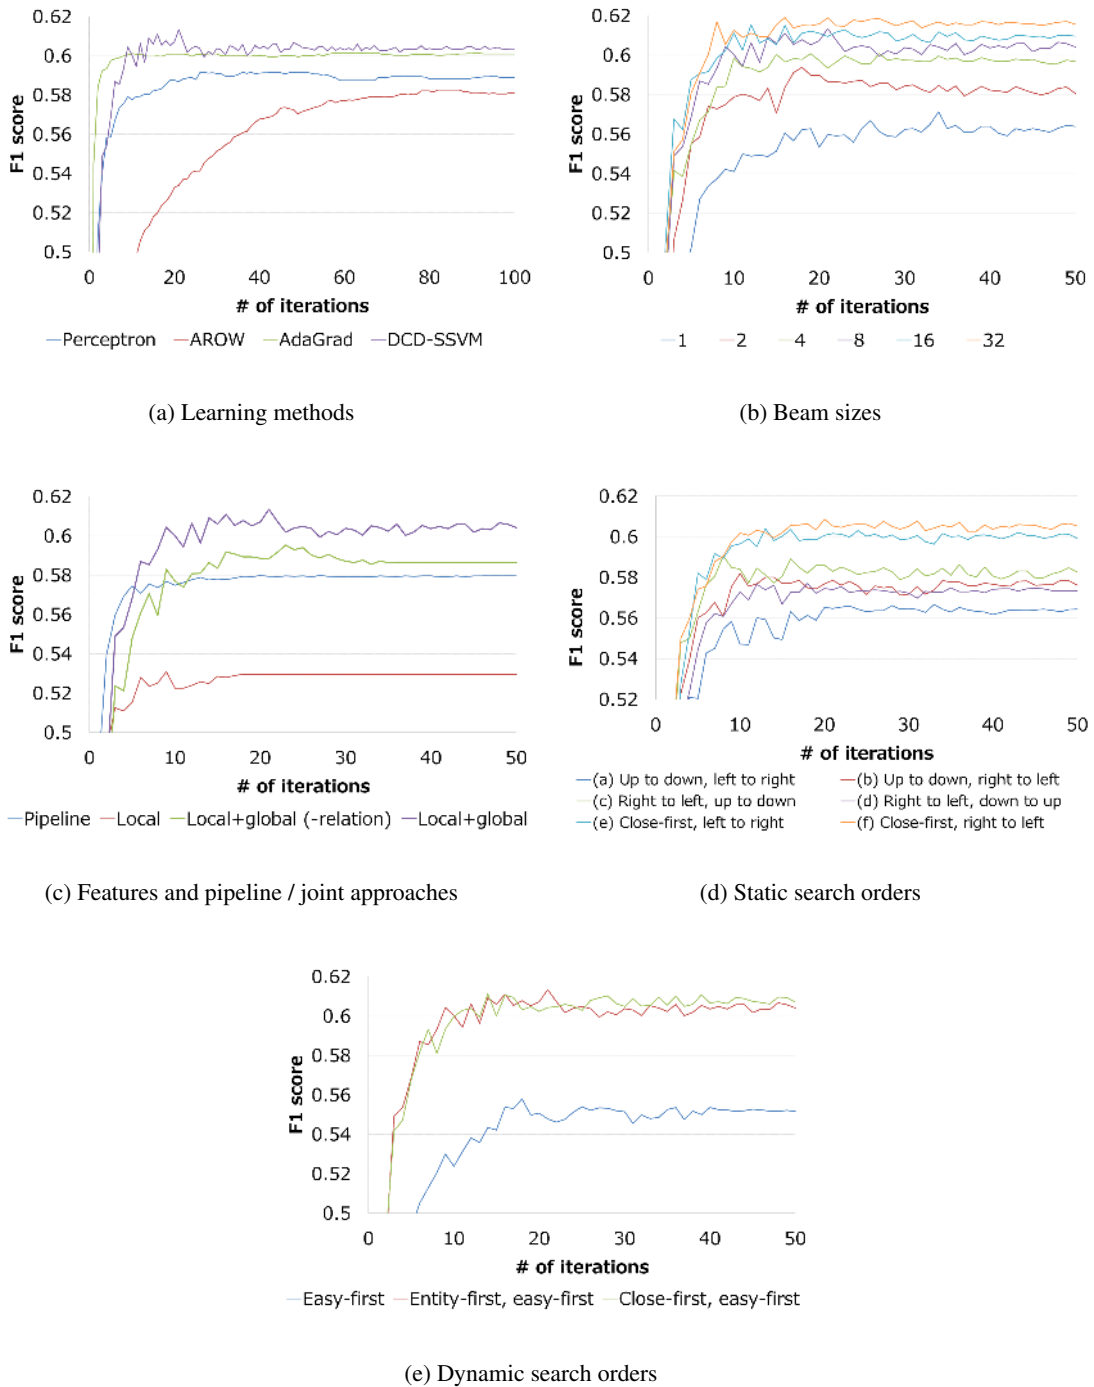 0.62
0.6
0.58
0.56
0.54
0.52
0.5
F1 score
0 20 40 60 80 100
# of iterations
Perceptron AROW AdaGrad DCD-SSVM
(a) Learning methods
0.62
0.6
0.58
0.56
0.54
0.52
0.5
F1 score
0 10 20 30 40 50
# of iterations
1 2 4 8 16 32
(b) Beam sizes
0.62
0.6
0.58
0.56
0.54
0.52
0.5
F1 score
0 10 20 30 40 50
# of iterations
Pipeline Local Local+global (-relation) Local+global
(c) Features and pipeline / joint approaches
0.62
0.6
0.58
0.56
0.54
0.52
F1 score
0 10 20 30 40 50
# of iterations
(a) Up to down, left to right (b) Up to down, right to left
(c) Right to left, up to down (d) Right to left, down to up
(e) Close-first, left to right (f) Close-first, right to left
(d) Static search orders
0.62
0.6
0.58
0.56
0.54
0.52
0.5
F1 score
0 10 20 30 40 50
# of iterations
Easy-first Entity-first, easy-first Close-first, easy-first
(e) Dynamic search orders